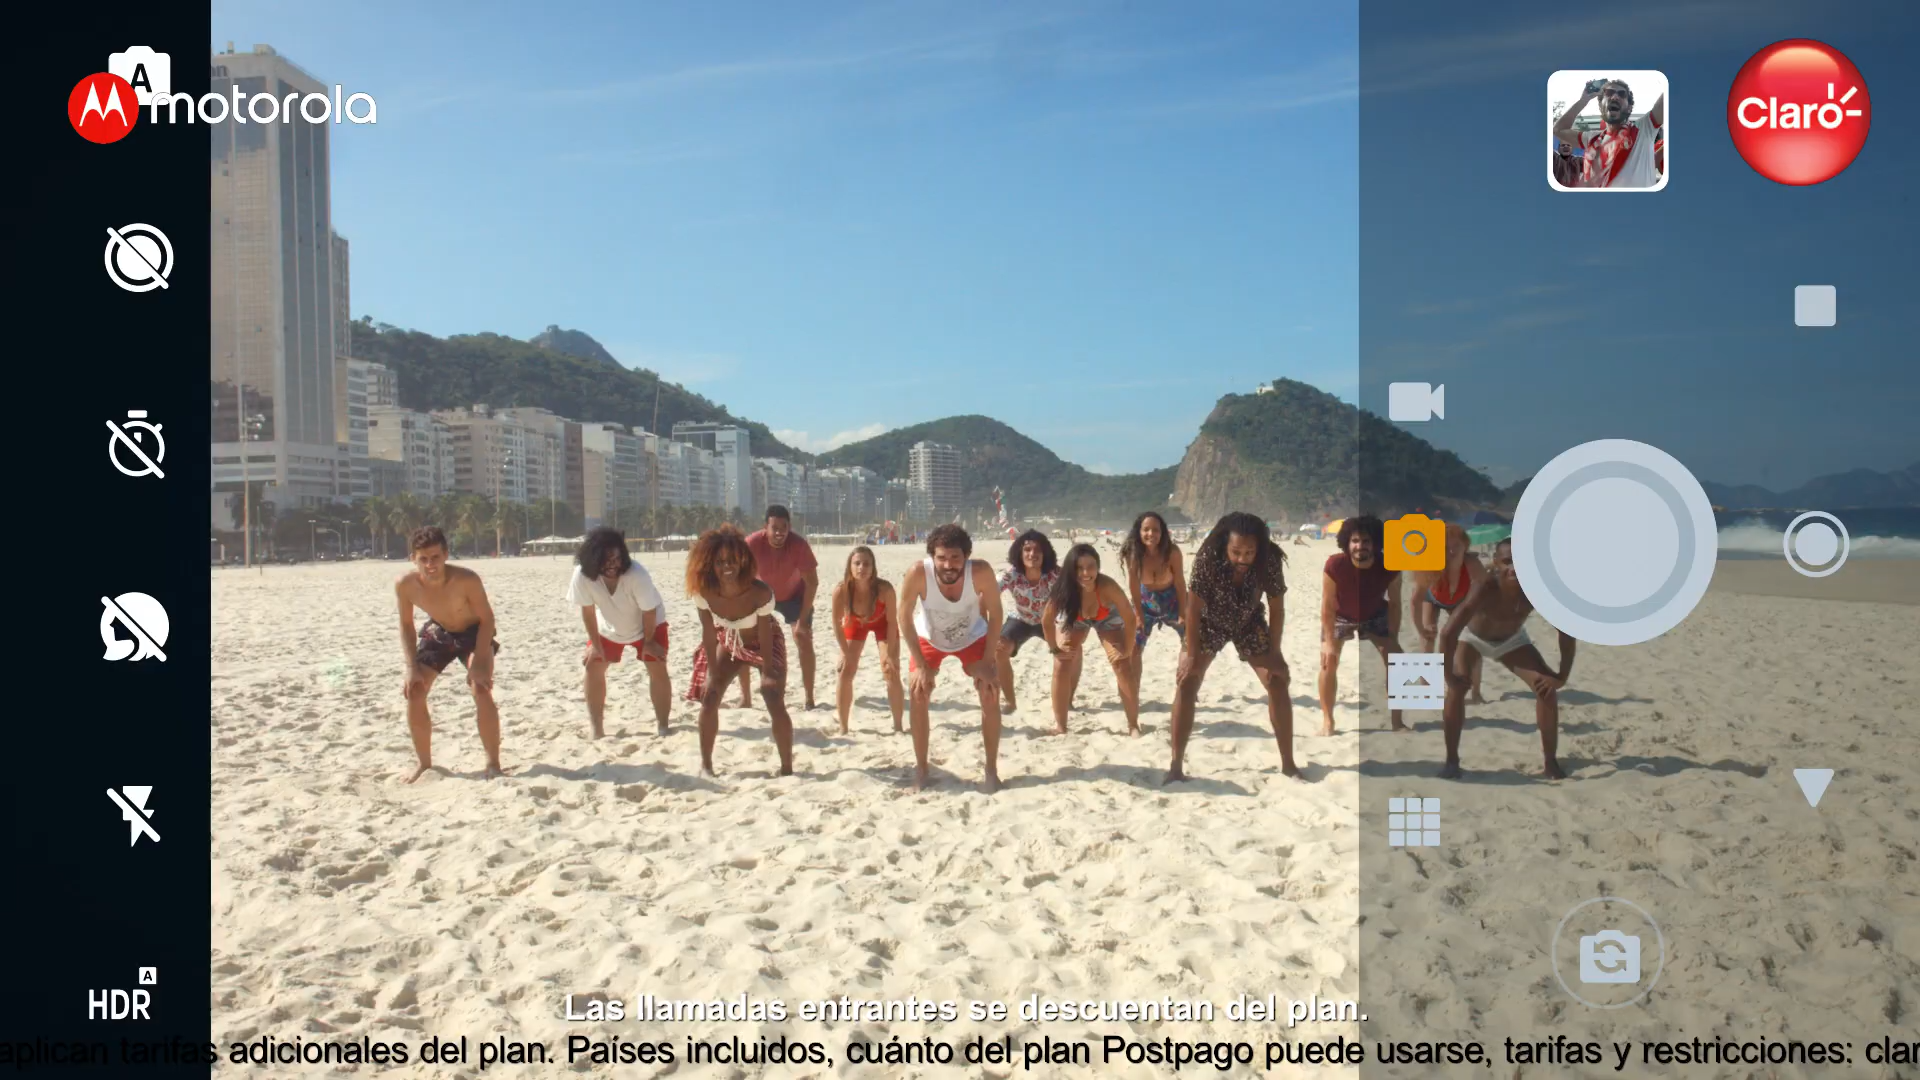 A
motorola
Claro
A
HDR
Las llamadas entrantes se descuentan del plan.
aplican tarifas adicionales del plan. Países incluidos, cuánto del plan Postpago puede usarse, tarifas y restricciones: clar